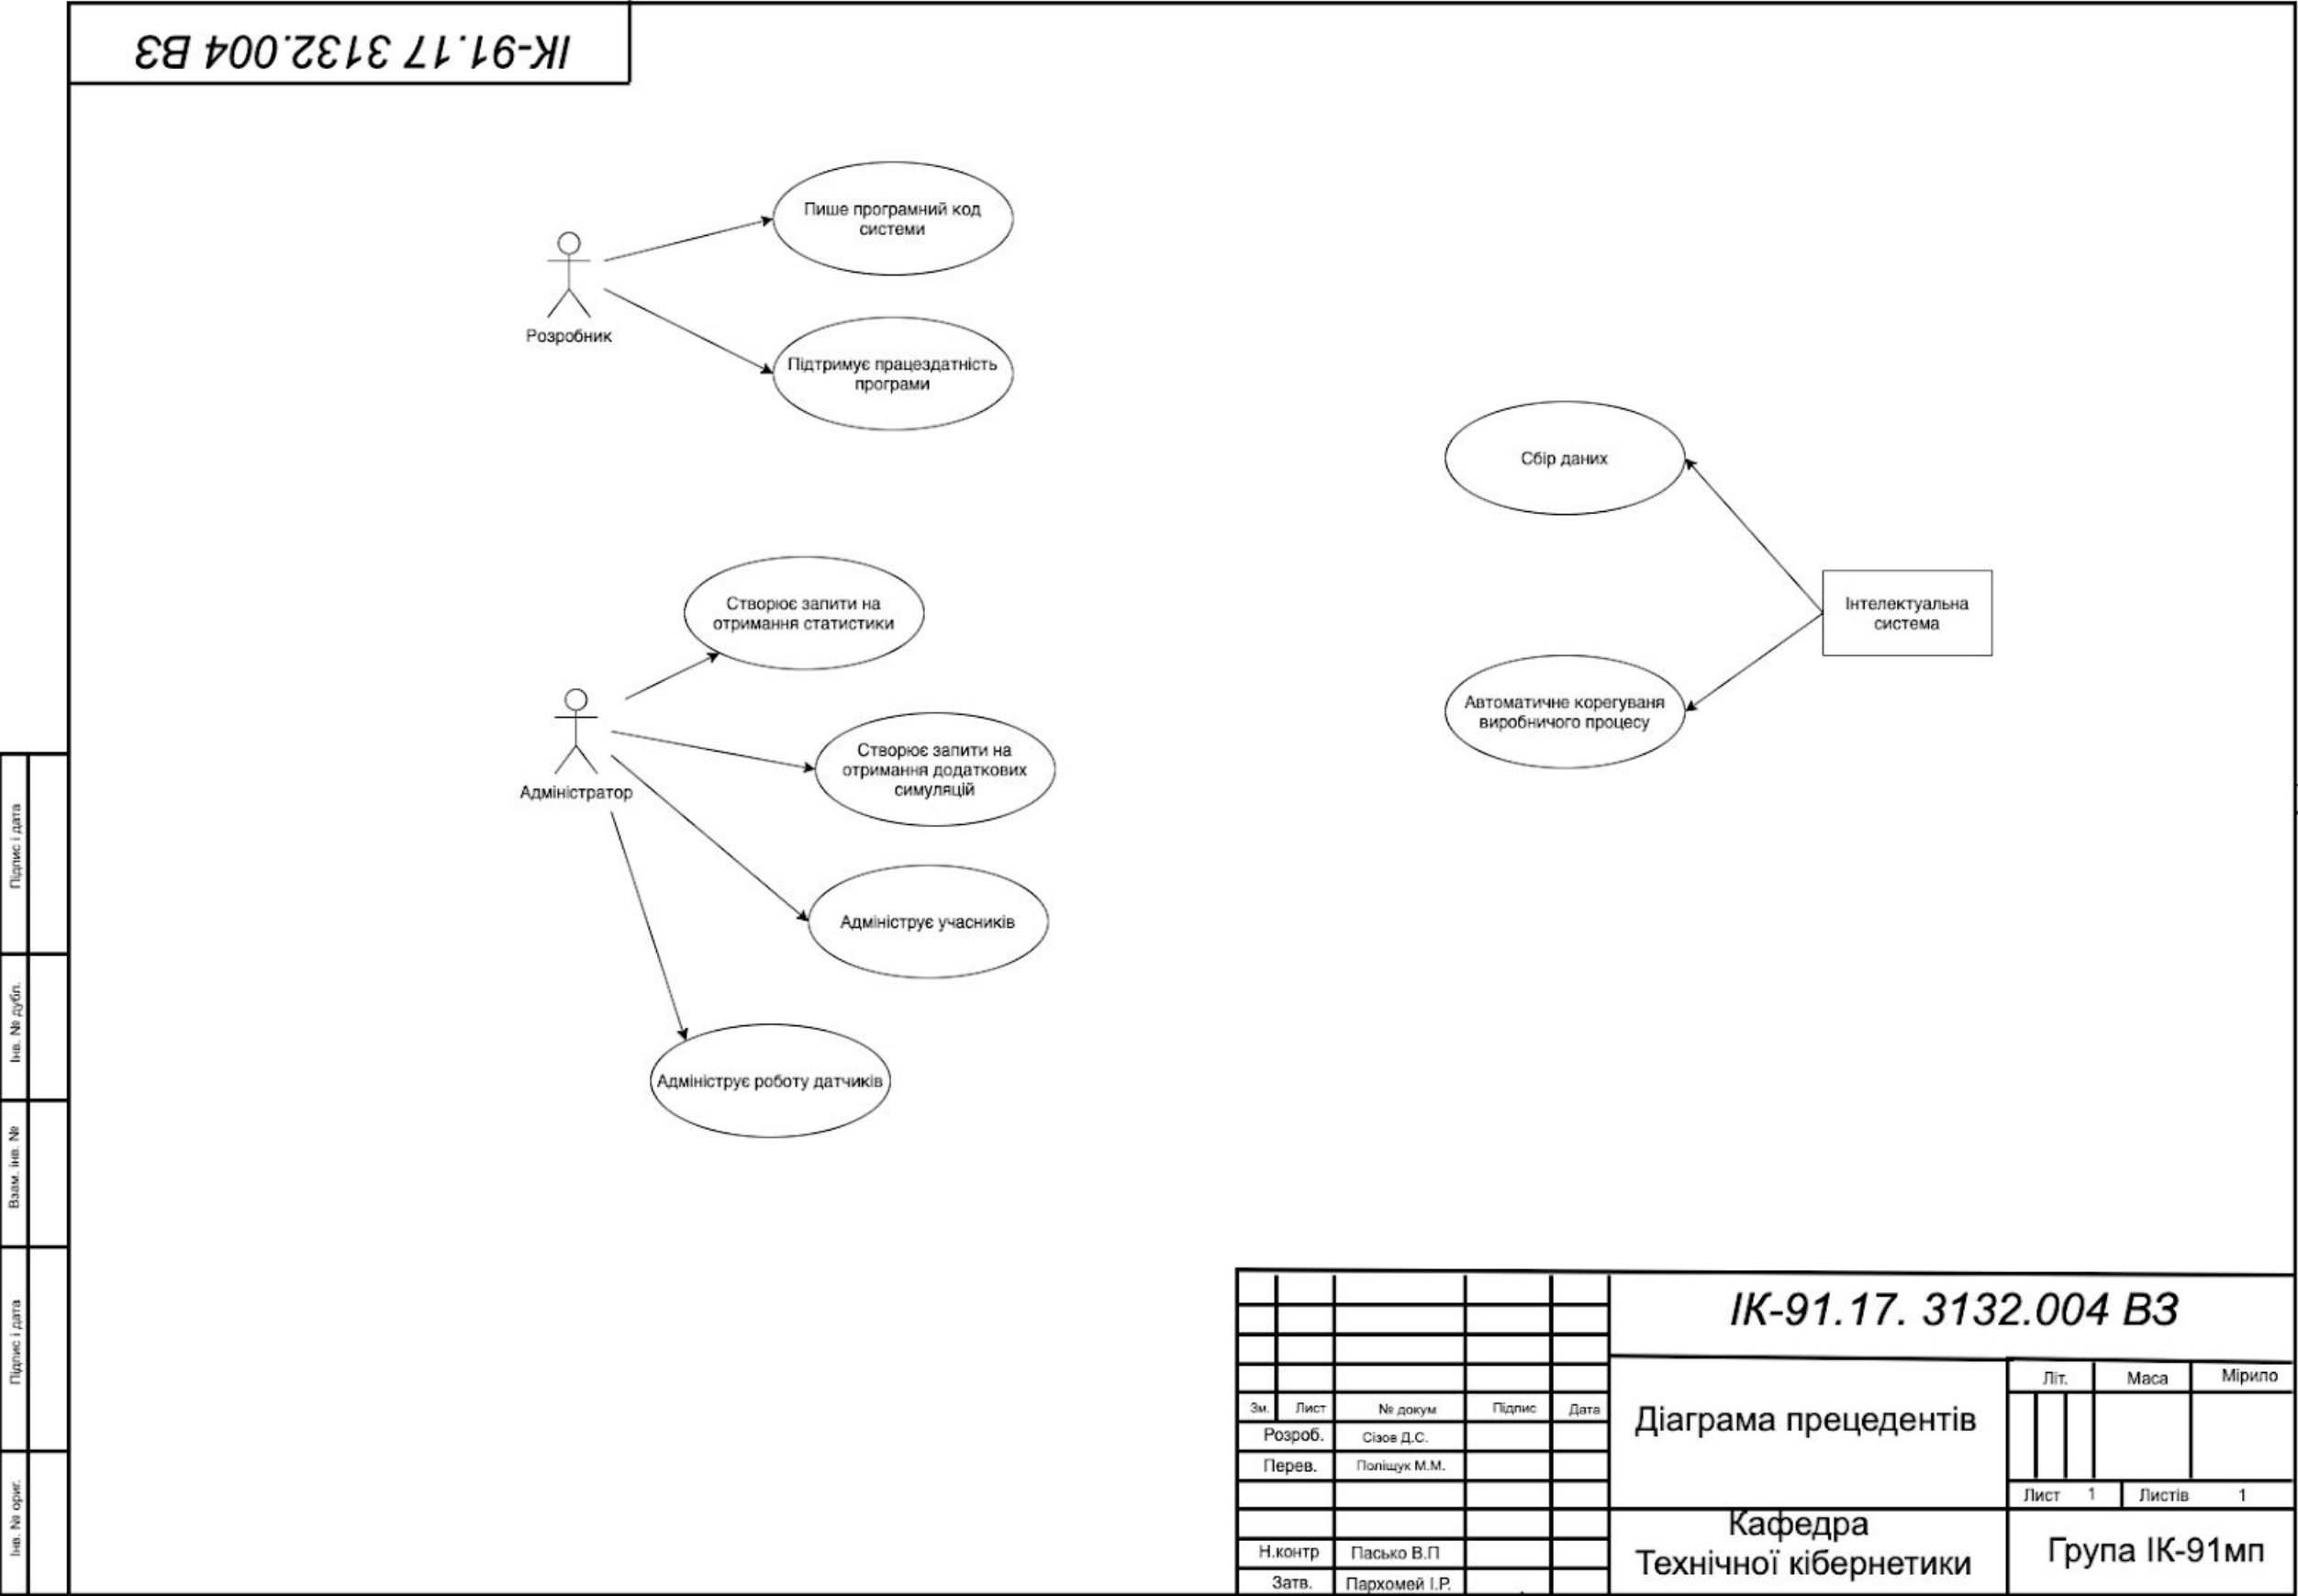 ІК-91.17 3132.004 ВЗ
Пише програмний код
системи
Розробник
Підтримує працездатність
програми
Сбір даних
Створює запити на
отримання статистики
Інтелектуальна
система
Автоматичне корегуваня
виробничого процесу
Створює запити на
отримання додаткових
симуляцій
Адміністратор
Адмініструє учасників
Адмініструє роботу датчиків
Підпис і дата
Інв. № дубл.
Взам. інв. №
Підпис і дата
Інв. № ориг.
ІК-91.17. 3132.004 ВЗ
Літ. Маса Мірило
Зм. Лист № докум Підпис Дата
Діаграма прецедентів
Розроб. Сізов Д.С.
Перев. Поліщук М.М.
Лист 1 Листів 1
Кафедра
Технічної кібернетики
Група ІК-91мп
Н.контр Пасько В.П
Затв. Пархомей І.Р.